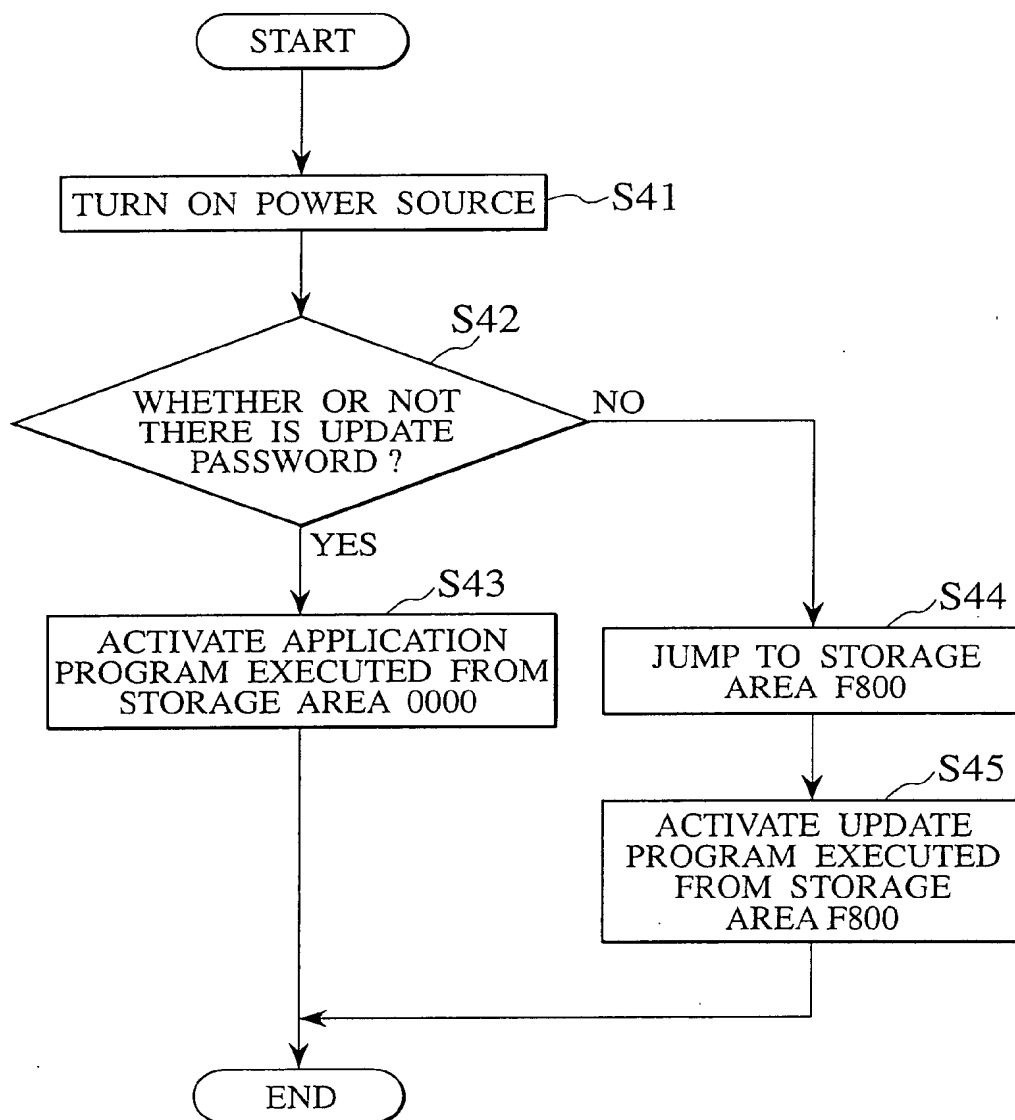 START
TURN ON POWER SOURCE
S41
S42
WHETHER OR NOT
THERE IS UPDATE
PASSWORD ?
NO
YES
S43
ACTIVATE APPLICATION
PROGRAM EXECUTED FROM
STORAGE AREA 0000
S44
JUMP TO STORAGE
AREA F800
S45
ACTIVATE UPDATE
PROGRAM EXECUTED
FROM STORAGE
AREA F800
END